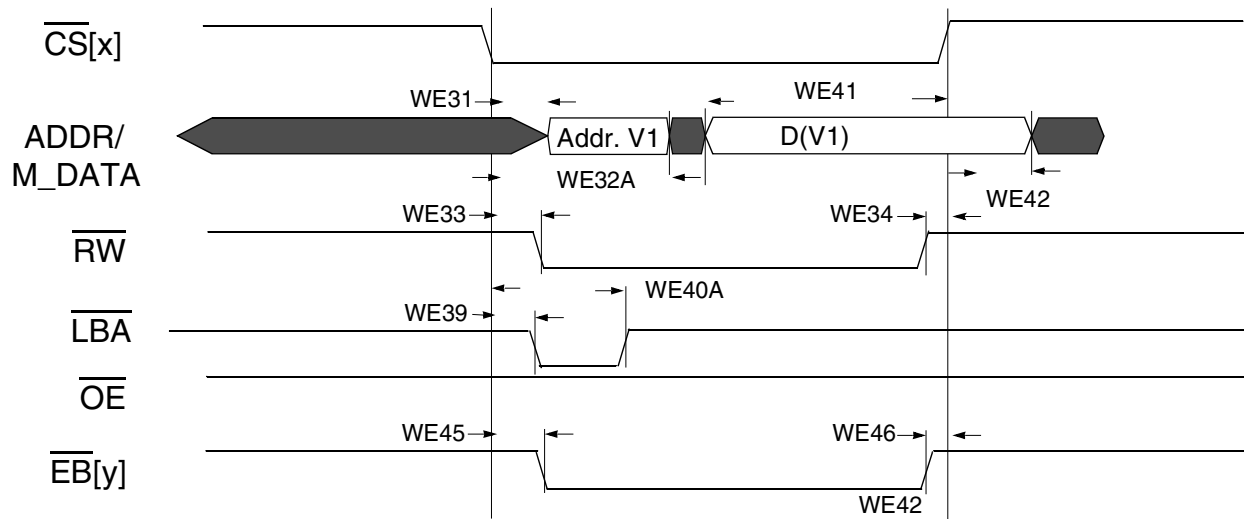 CS[x]
WE31
WE41
ADDR/
M_DATA
Addr. V1
D(V1)
WE32A
WE42
WE33
WE34
RW
WE40A
WE39
LBA
OE
WE45
WE46
EB[y]
WE42